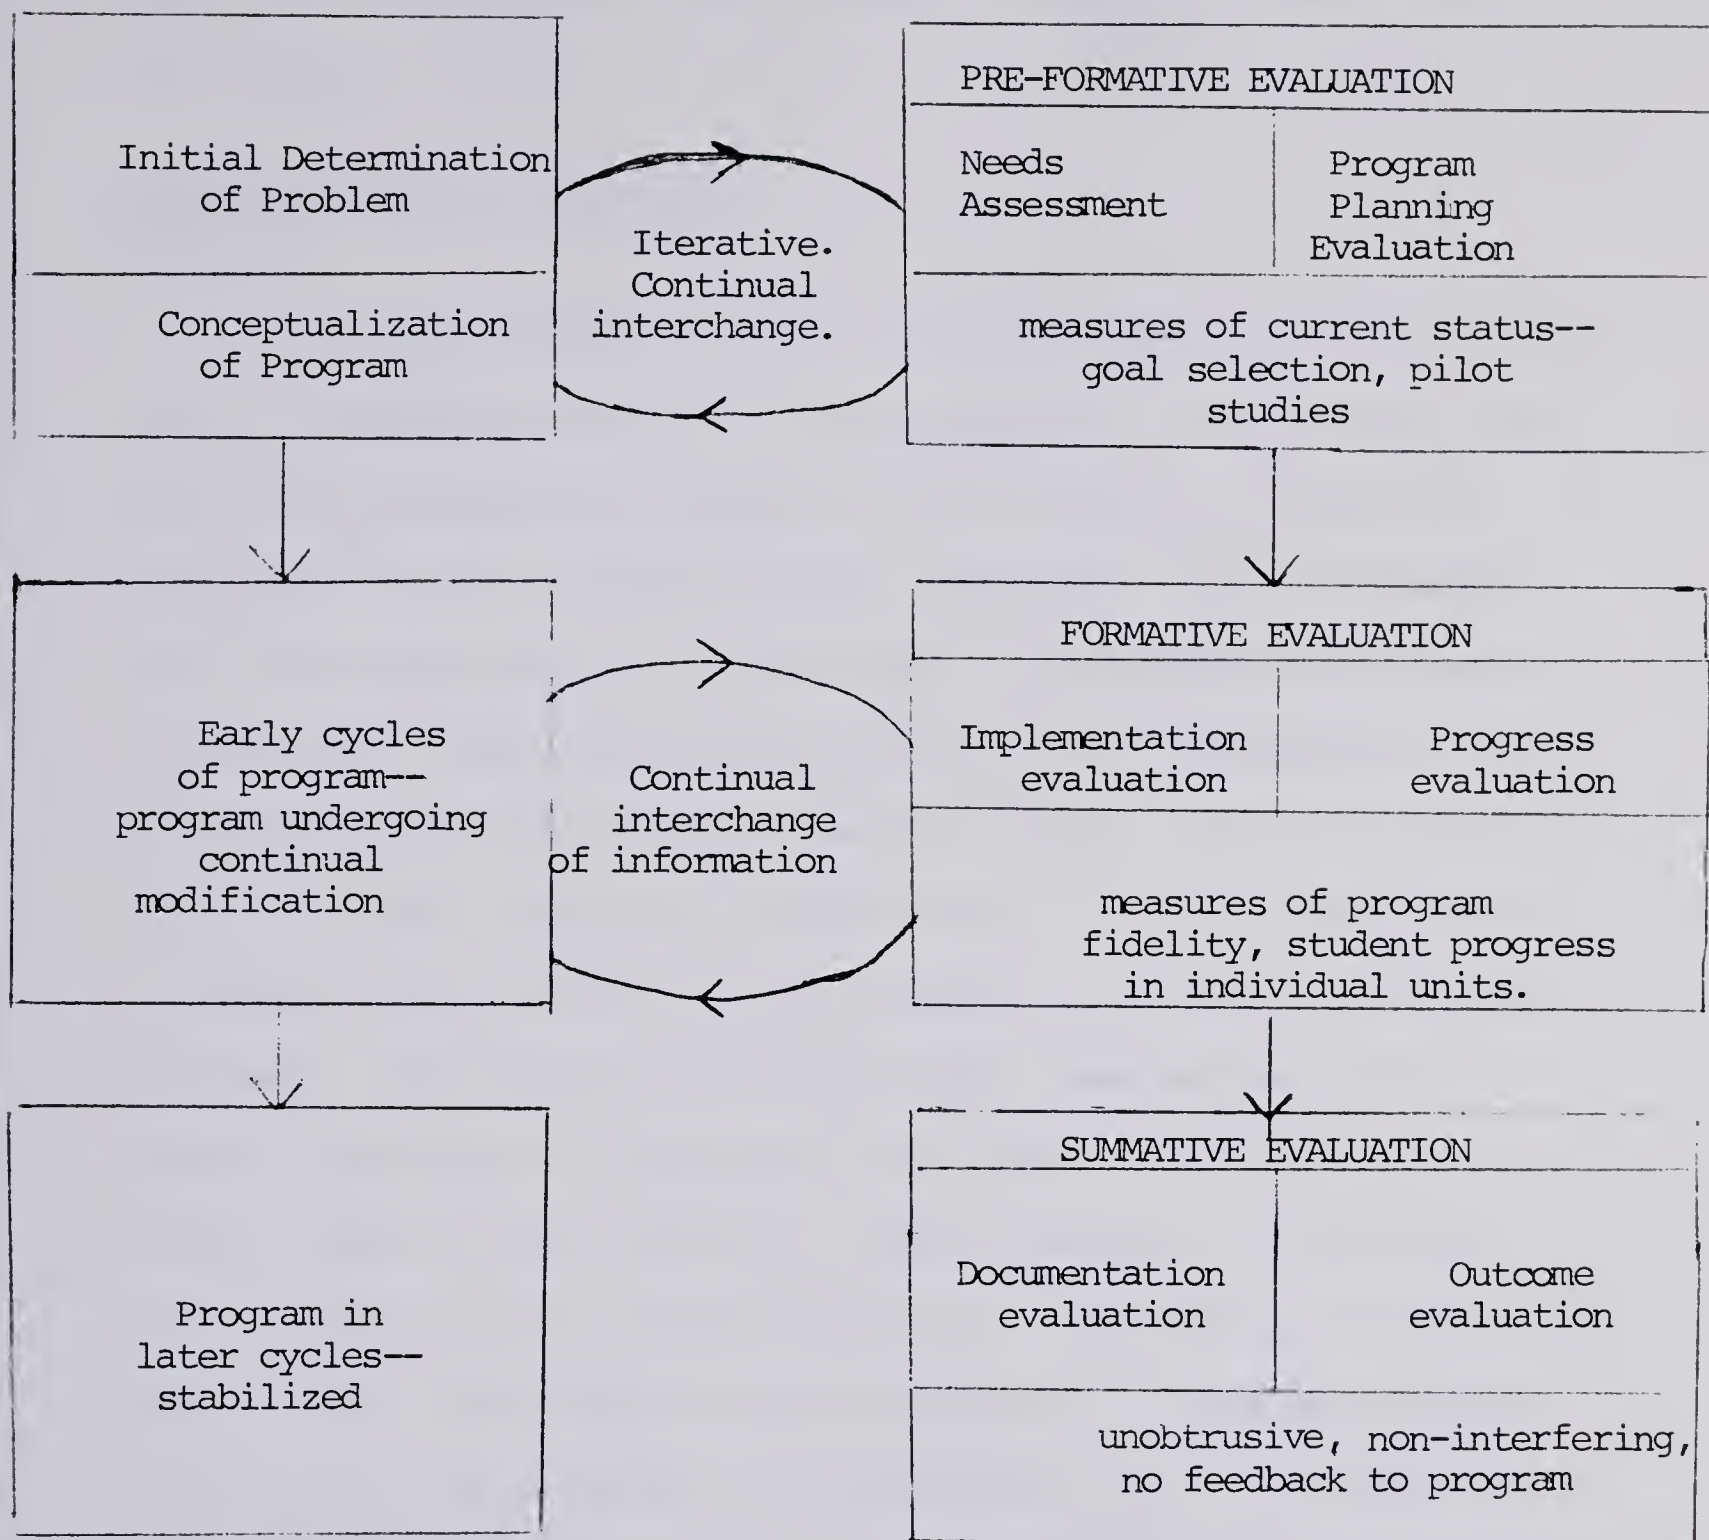 Initial Determination
of Problem
Conceptualization
of Program
Iterative.
Continual
interchange.
PRE-FORMATIVE EVALUATION
Needs
Assessment
Program
Planning
Evaluation
measures of current status--
goal selection, pilot
studies
Early cycles
of program--
program undergoing
continual
modification
Continual
interchange
of information
FORMATIVE EVALUATION
Implementation
evaluation
Progress
evaluation
measures of program
fidelity, student progress
in individual units.
Program in
later cycles--
stabilized
SUMMATIVE EVALUATION
Documentation
evaluation
Outcome
evaluation
unobtrusive, non-interfering,
no feedback to program